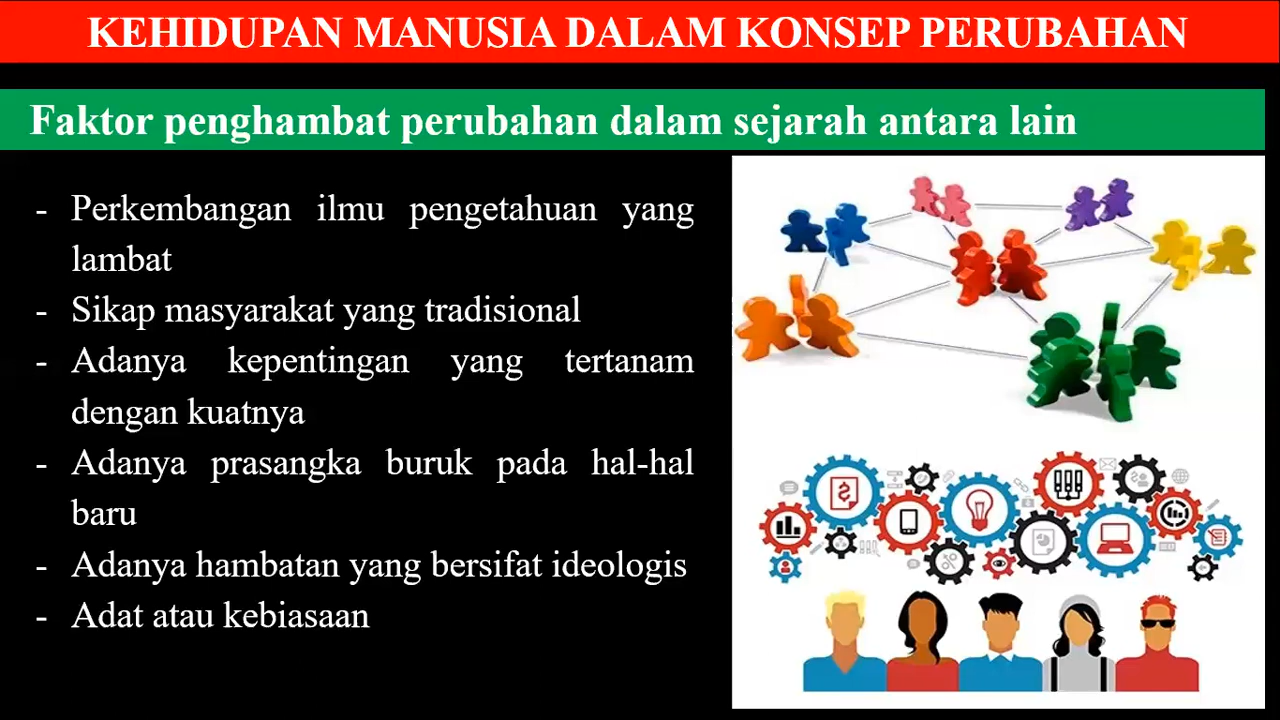 KEHIDUPAN MANUSIA DALAM KONSEP PERUBAHAN
Faktor penghambat perubahan dalam sejarah antara lain
- Perkembangan ilmu pengetahuan yang
lambat
- Sikap masyarakat yang tradisional
- Adanya kepentingan yang tertanam
dengan kuatnya
- Adanya prasangka buruk pada hal-hal
baru
- Adanya hambatan yang bersifat ideologis
- Adat atau kebiasaan